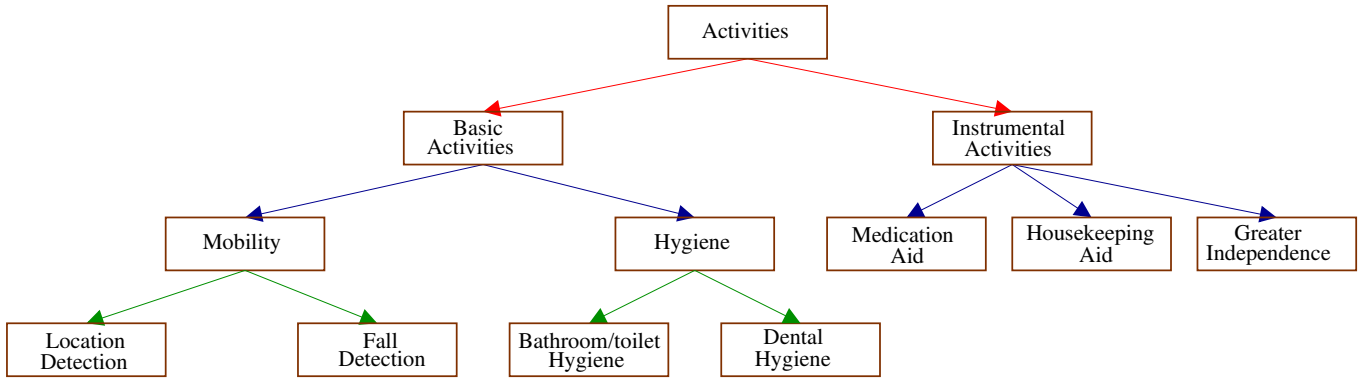 Activities
Basic
Activities
Instrumental
Activities
Mobility
Hygiene
Medication
Aid
Housekeeping
Aid
Greater
Independence
Location
Detection
Fall
Detection
Bathroom/toilet
Hygiene
Dental
Hygiene